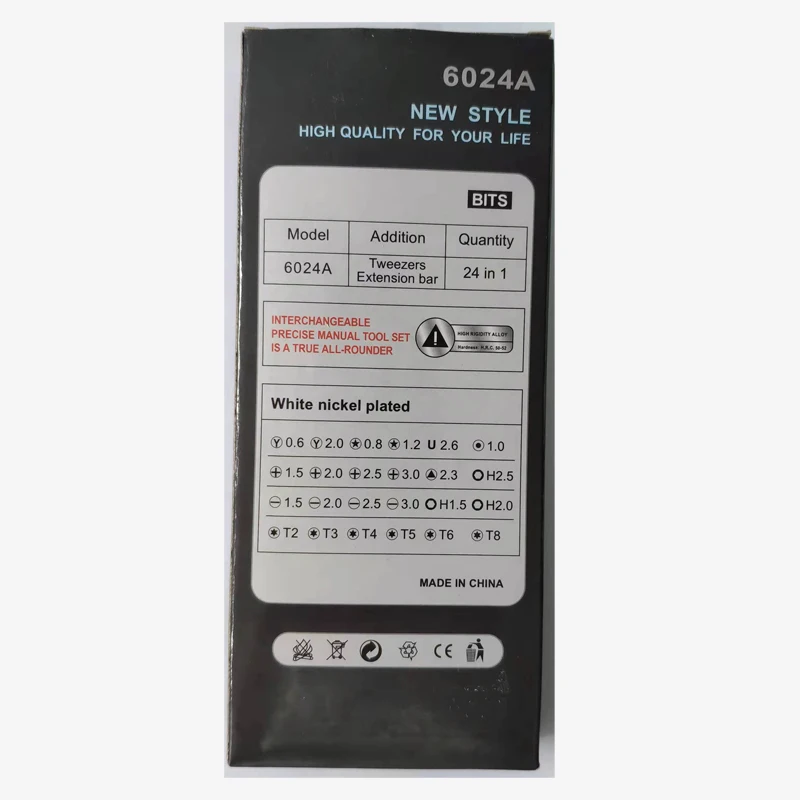 6024A
NEW STYLE
HIGH QUALITY FOR YOUR LIFE
BITS
Model Addition Quantity
6024A Tweezers Extension bar 24 in 1
INTERCHANGEABLE
PRECISE MANUAL TOOL SET
IS A TRUE ALL-ROUNDER
HIGH RIGIDITY ALLOY
Hardness: H.R.C. 50-53
White nickel plated
0.6 2.0 0.8 1.2 U 2.6 1.0
1.5 2.0 2.5 3.0 2.3 H2.5
1.5 2.0 2.5 3.0 H1.5 H2.0
T2 T3 T4 T5 T6 T8
MADE IN CHINA
CE